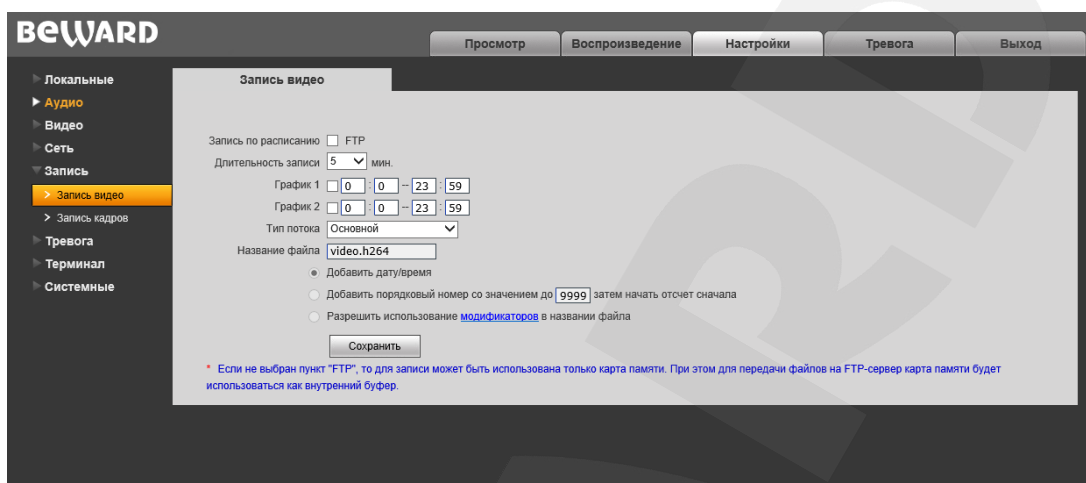 BEWARD
Просмотр Воспроизведение Настройки Тревога Выход
Локальные
Аудио
Видео
Сеть
Запись
> Запись видео
> Запись кадров
Тревога
Терминал
Системные
Запись видео
Запись по расписанию FTP
Длительность записи 5 мин.
График 1 0 : 0 -- 23 : 59
График 2 0 : 0 -- 23 : 59
Тип потока Основной
Название файла video.h264
Добавить дату/время
Добавить порядковый номер со значением до 9999 затем начать отсчет сначала
Разрешить использование модификаторов в названии файла
Сохранить
* Если не выбран пункт "FTP", то для записи может быть использована только карта памяти. При этом для передачи файлов на FTP-сервер карта памяти будет
использоваться как внутренний буфер.